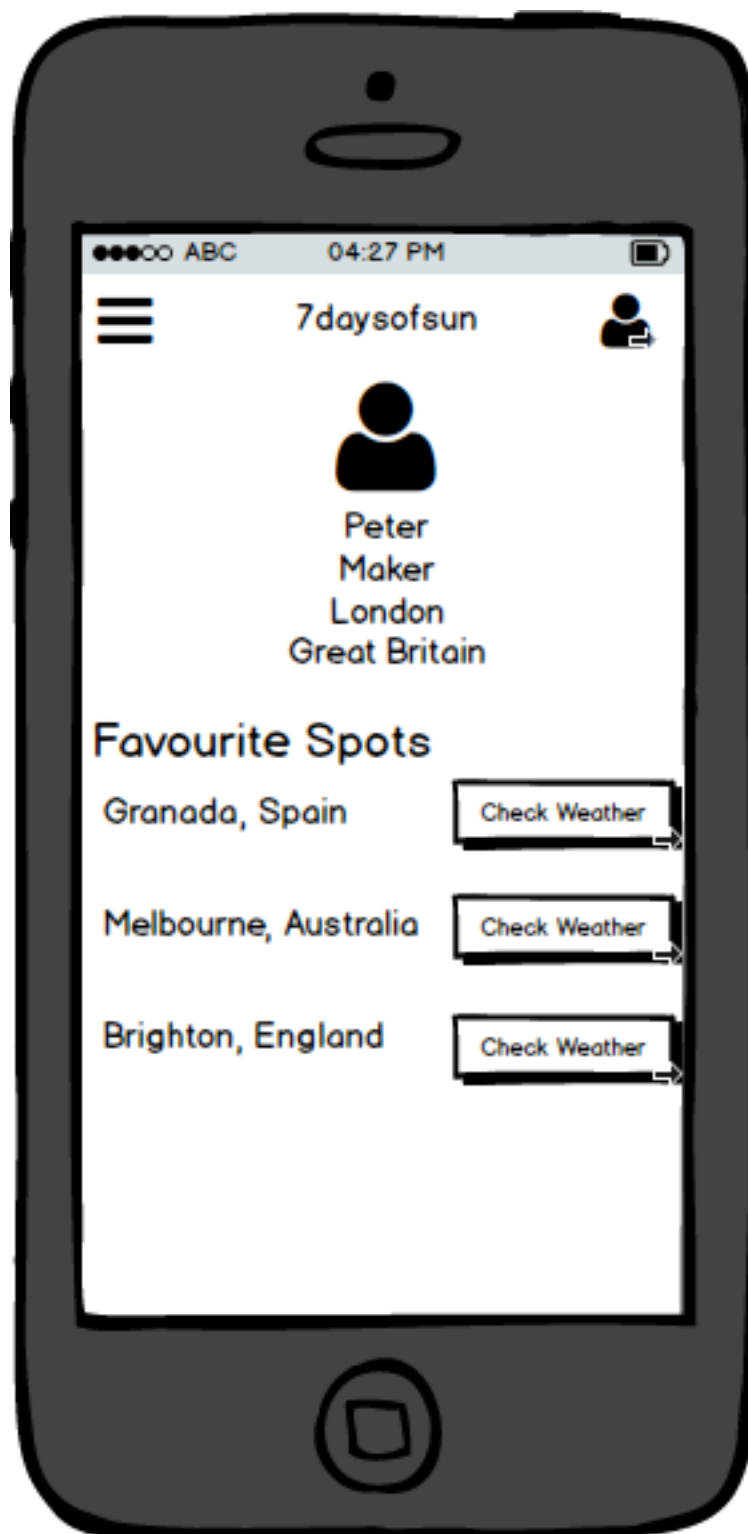 ABC 04:27 PM
7daysofsun
Peter
Maker
London
Great Britain
Favourite Spots
Granada, Spain Check Weather
Melbourne, Australia Check Weather
Brighton, England Check Weather